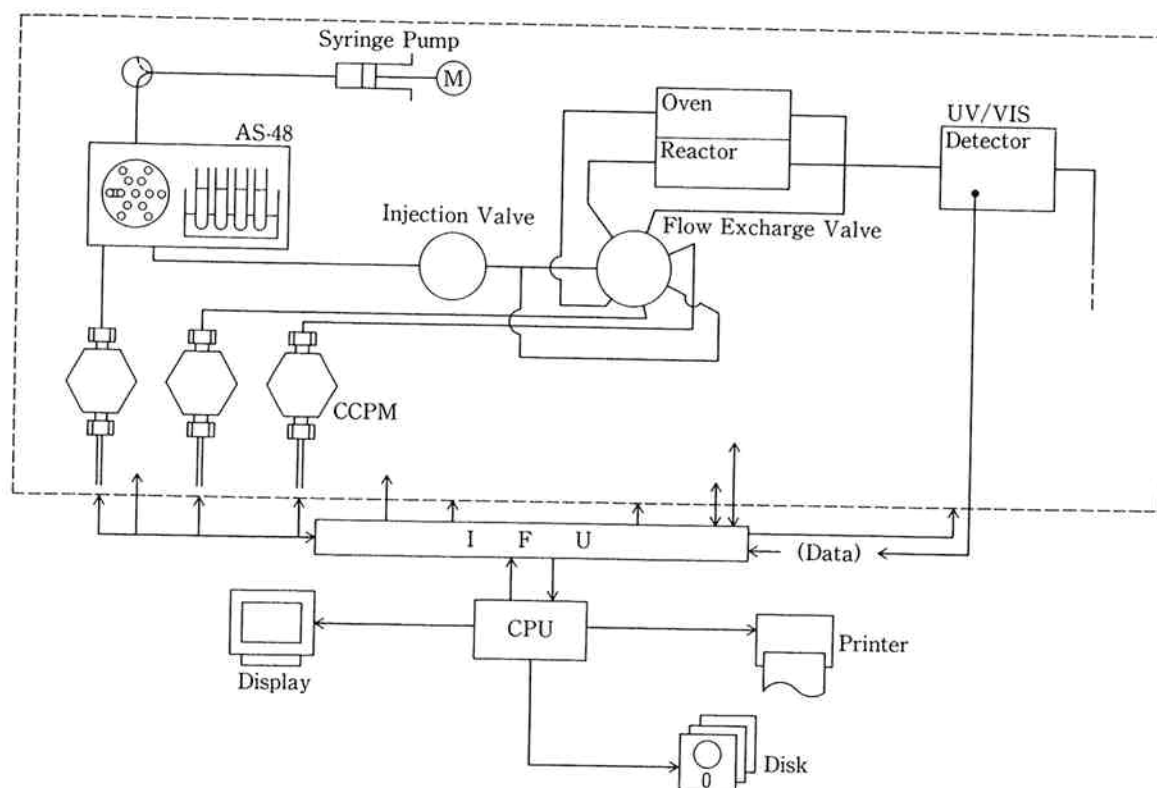 Syringe Pump
M
AS-48
Oven
Reactor
UV/VIS
Detector
Injection Valve
Flow Excharge Valve
CCPM
I F U
(Data)
CPU
Display
Printer
Disk
0